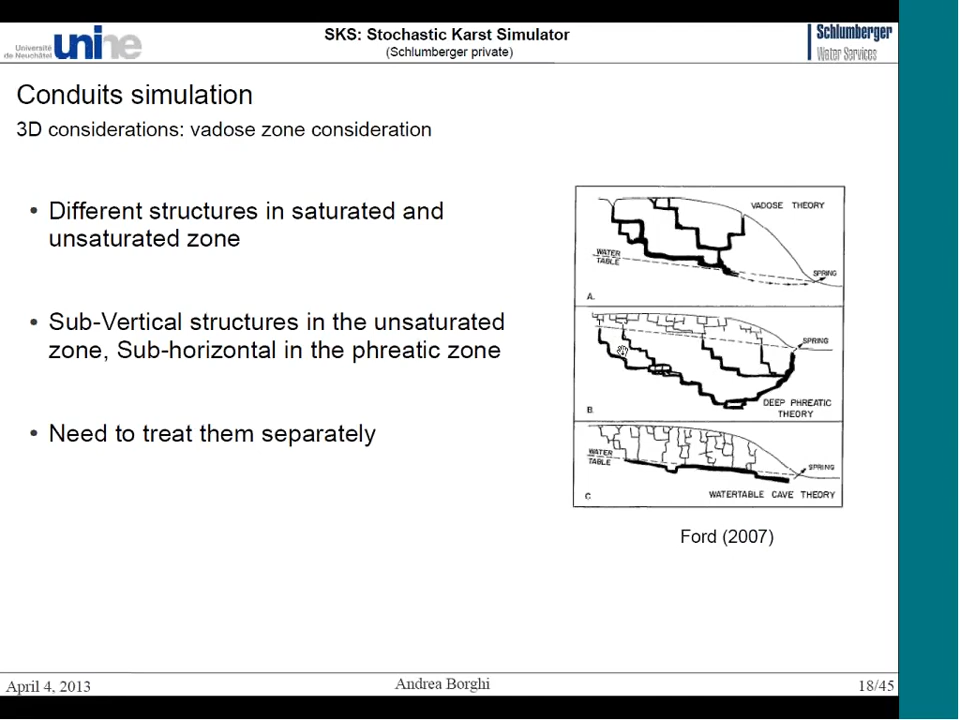 Université
de Neuchâtel
unine
SKS: Stochastic Karst Simulator
(Schlumberger private)
Schlumberger
Water Services
Conduits simulation
3D considerations: vadose zone consideration
• Different structures in saturated and
unsaturated zone
• Sub-Vertical structures in the unsaturated
zone, Sub-horizontal in the phreatic zone
• Need to treat them separately
VADOSE THEORY
WATER
TABLE
SPRING
A.
SPRING
DEEP PHREATIC
THEORY
B.
WATER
TABLE
SPRING
C
WATERTABLE CAVE THEORY
Ford (2007)
April 4, 2013
Andrea Borghi
18/45